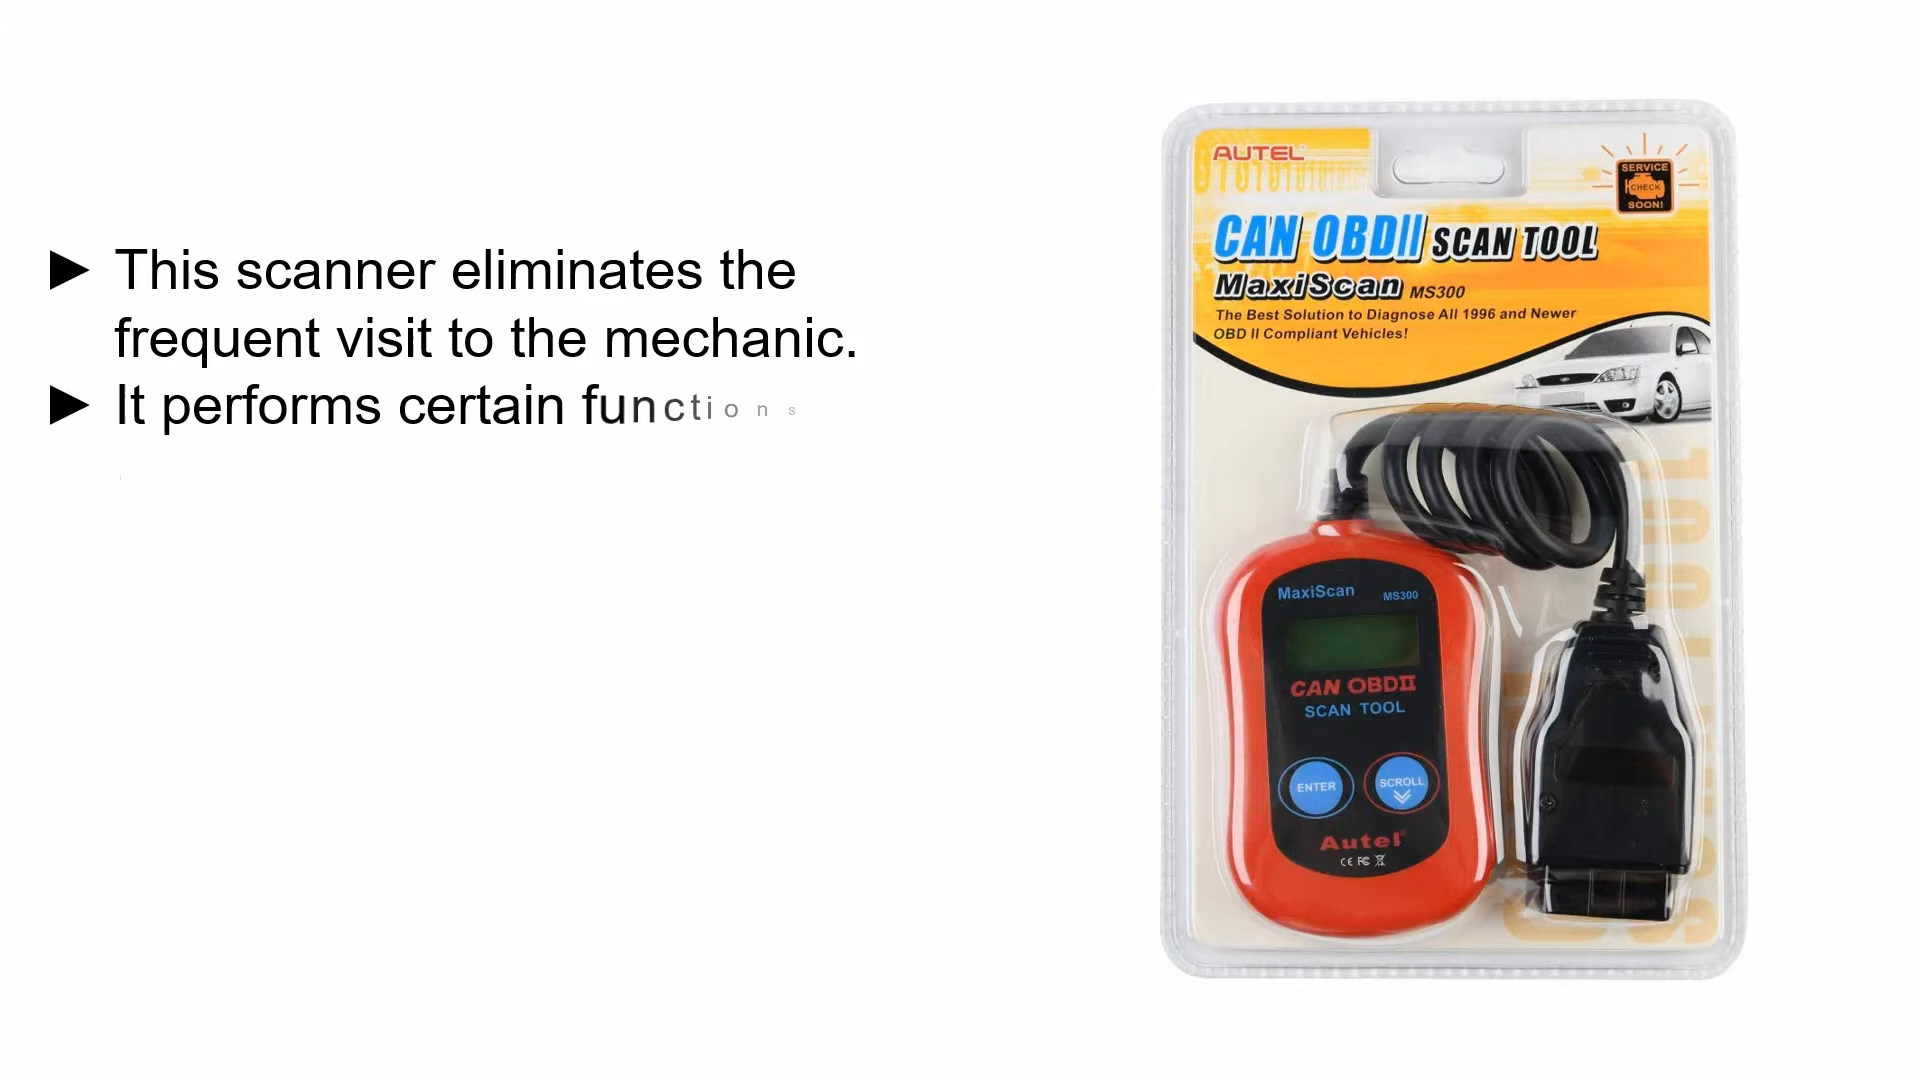 ► This scanner eliminates the
frequent visit to the mechanic.
► It performs certain functions
AUTEL
SERVICE
CHECK
SOON!
CAN OBDII SCAN TOOL
MaxiScan MS300
The Best Solution to Diagnose All 1996 and Newer
OBD II Compliant Vehicles!
MaxiScan MS300
CAN OBDII
SCAN TOOL
ENTER
SCROLL
Autel
CE FC